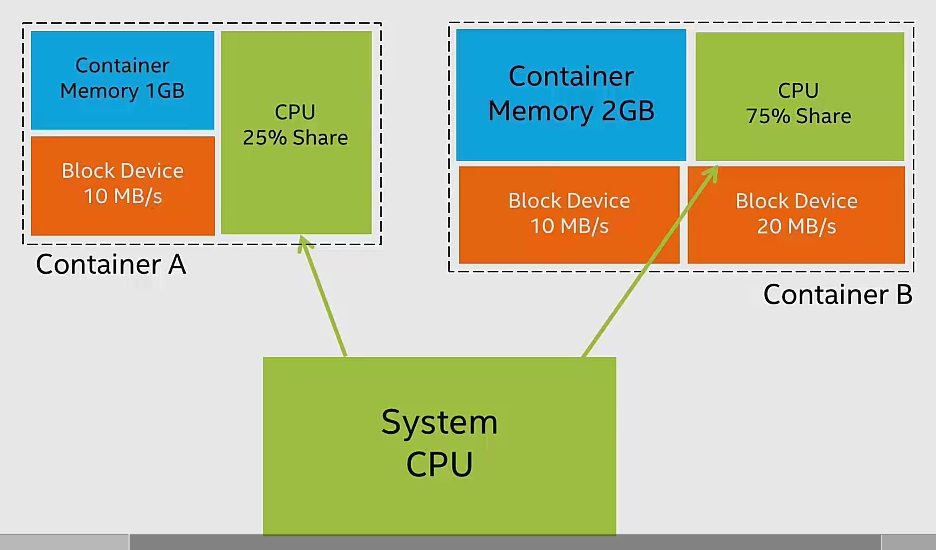 Container
Memory 1GB
CPU
25% Share
Block Device
10 MB/s
Container A
Container
Memory 2GB
CPU
75% Share
Block Device
10 MB/s
Block Device
20 MB/s
Container B
System
CPU